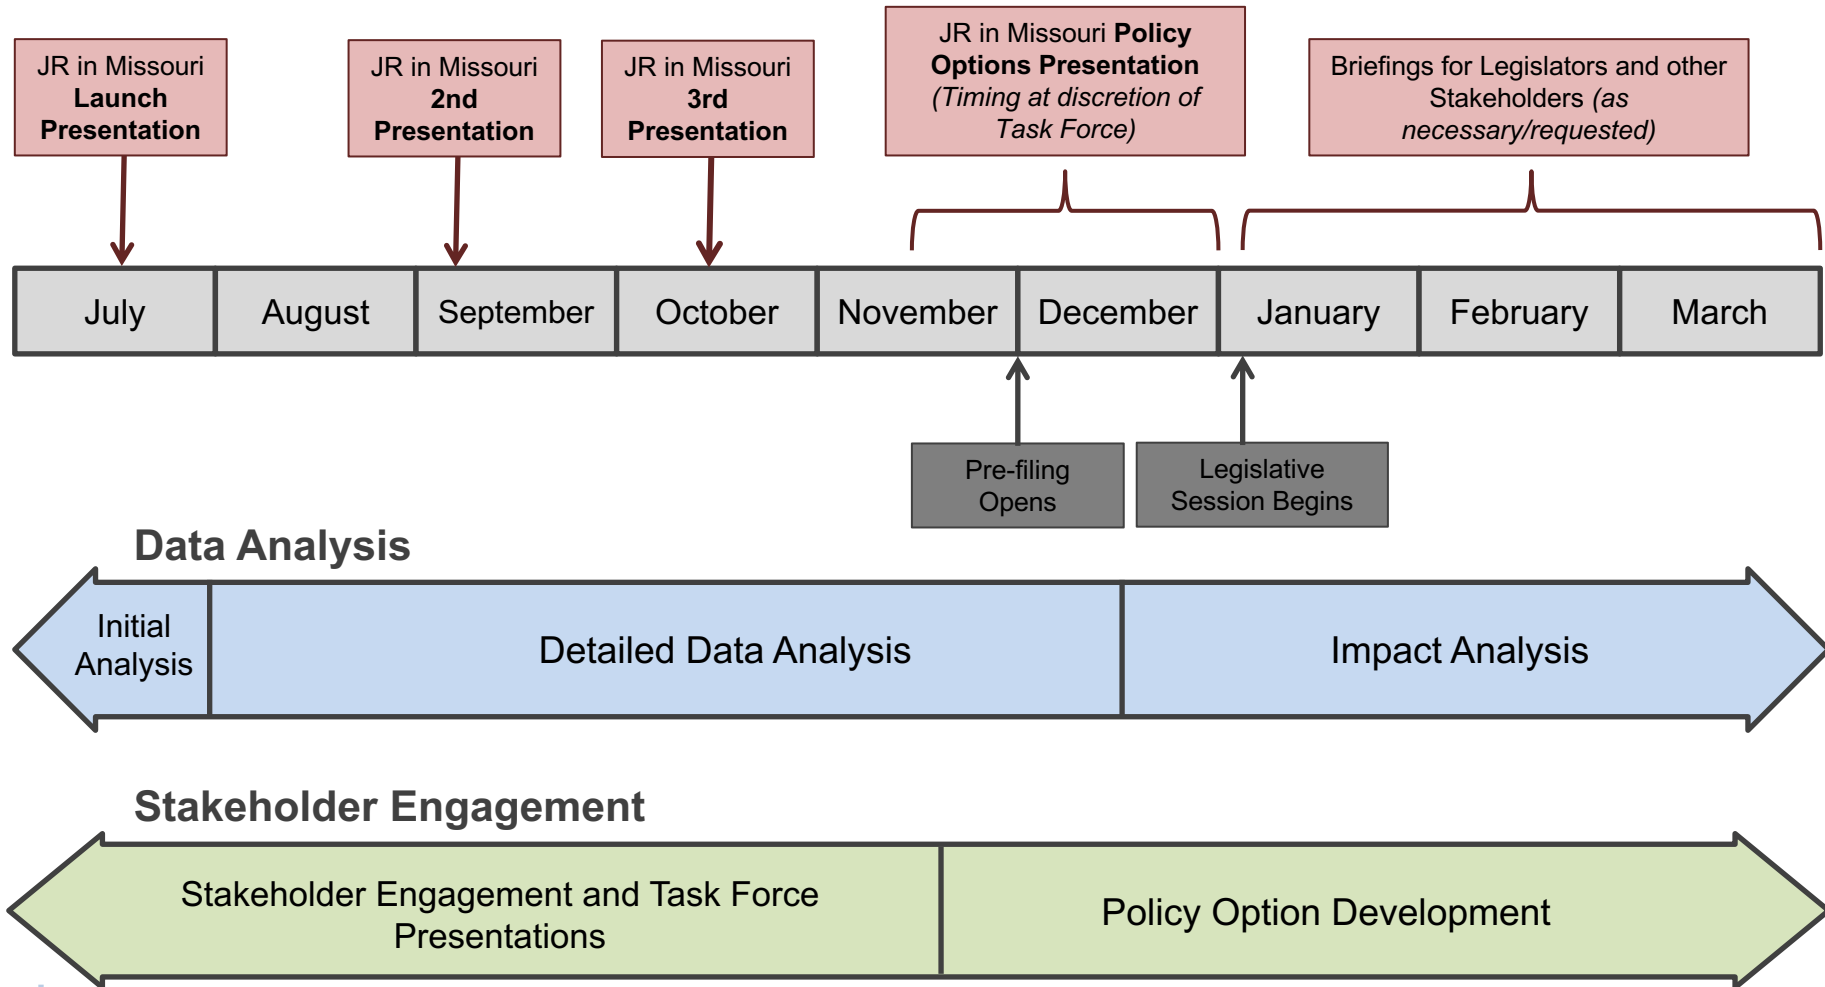 JR in Missouri
Launch
Presentation
JR in Missouri
2nd
Presentation
JR in Missouri
3rd
Presentation
JR in Missouri Policy
Options Presentation
(Timing at discretion of
Task Force)
Briefings for Legislators and other
Stakeholders (as
necessary/requested)
July
August
September
October
November
December
January
February
March
Pre-filing
Opens
Legislative
Session Begins
Data Analysis
Initial
Analysis
Detailed Data Analysis
Impact Analysis
Stakeholder Engagement
Stakeholder Engagement and Task Force
Presentations
Policy Option Development